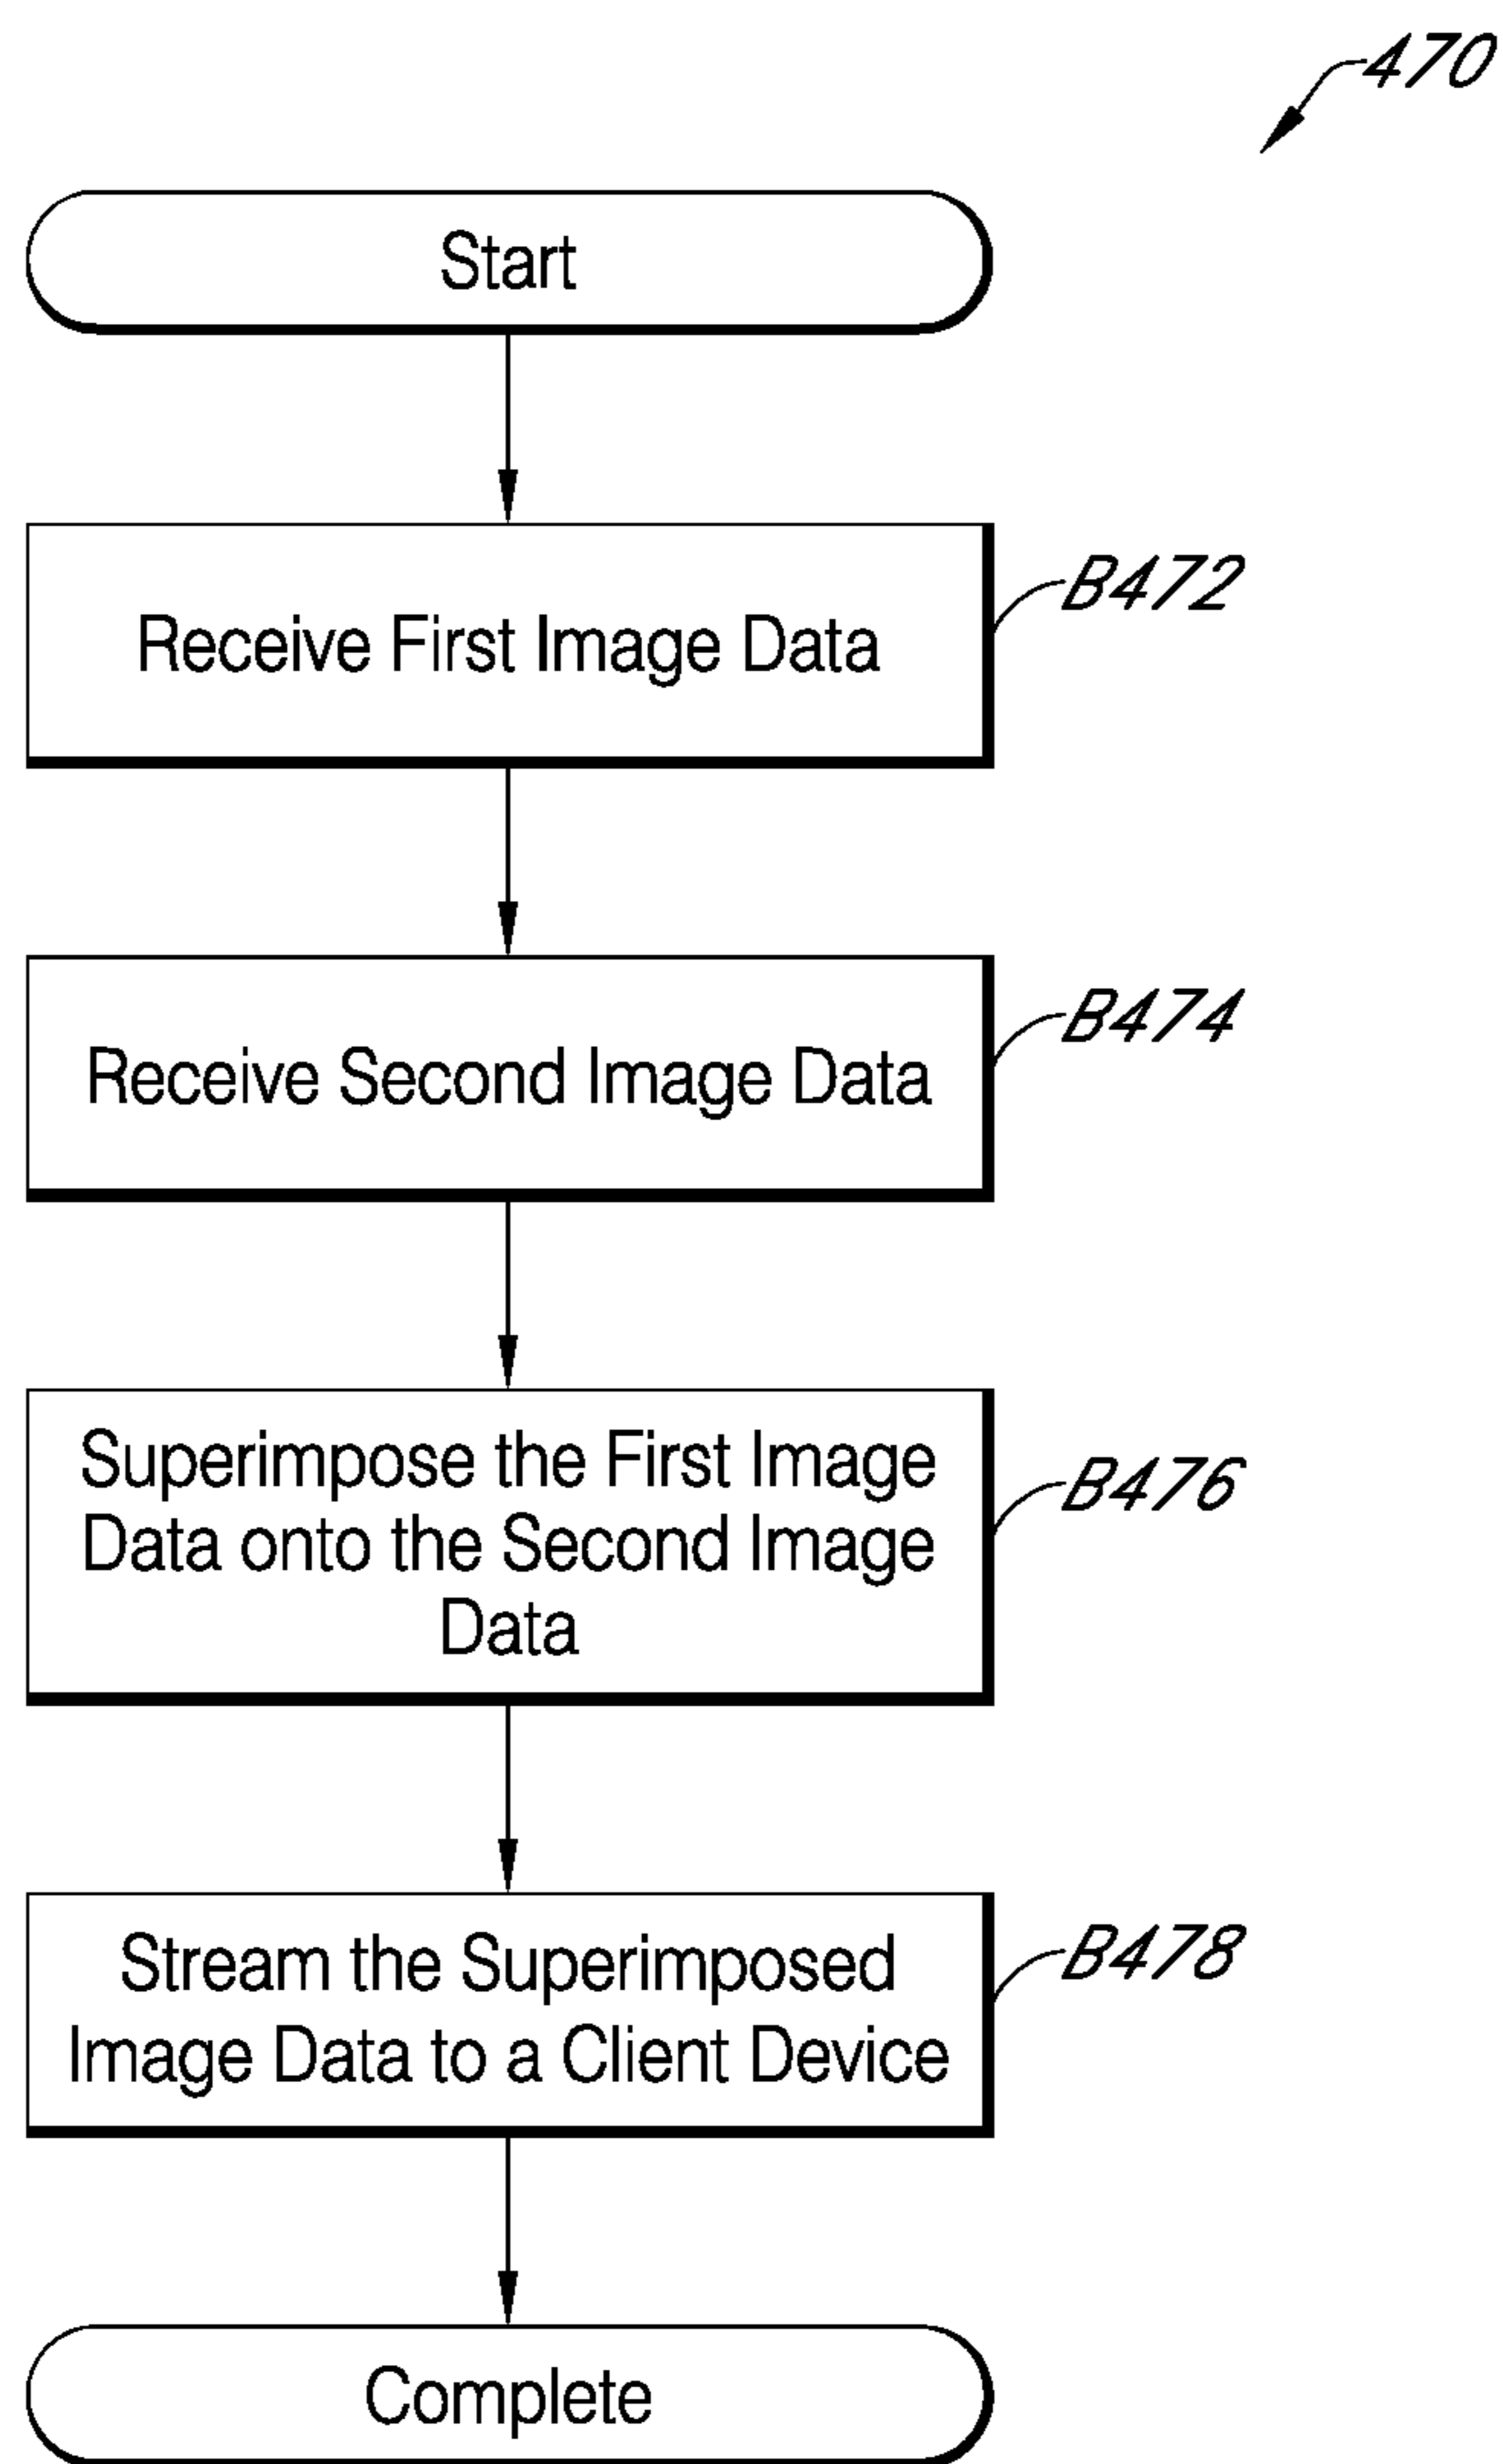 470
Start
B472
Receive First Image Data
B474
Receive Second Image Data
B476
Superimpose the First Image
Data onto the Second Image
Data
B478
Stream the Superimposed
Image Data to a Client Device
Complete